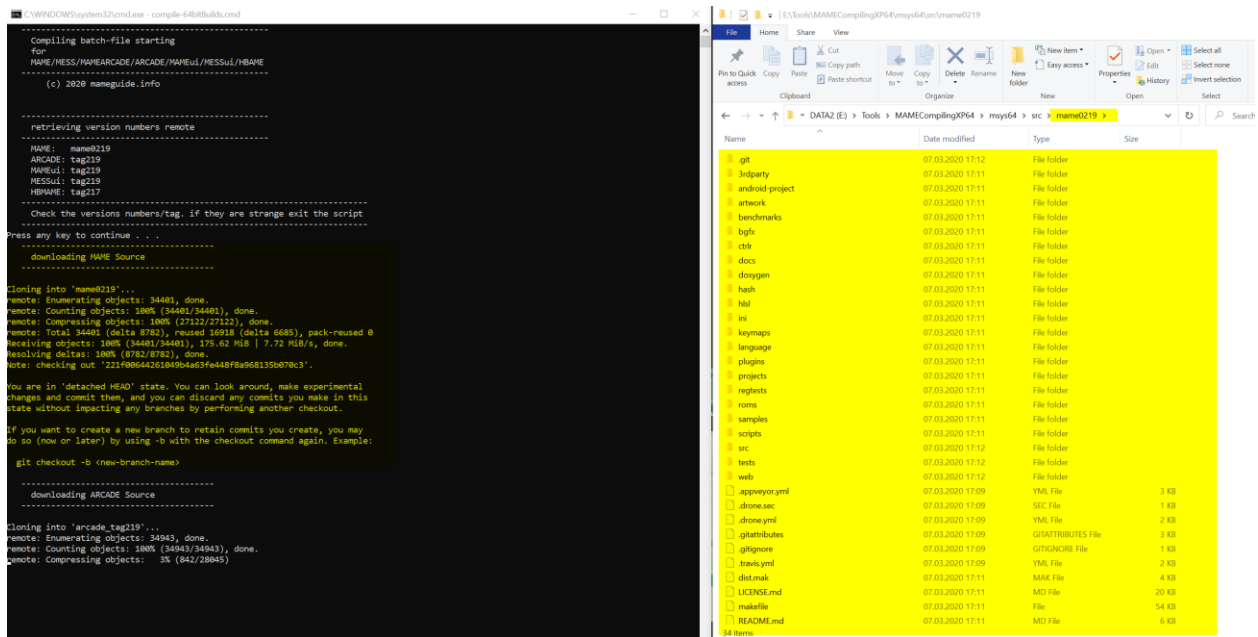 C:\WINDOWS\system32\cmd.exe - compile-64bitBuilds.cmd
--------------------------------------------------
Compiling batch-file starting
for
MAME/MESS/MAMEARCADE/ARCADE/MAMEui/MESSui/HBMAME
--------------------------------------------------
(c) 2020 mameguide.info
--------------------------------------------------
retrieving version numbers remote
--------------------------------------------------
MAME: mame0219
ARCADE: tag219
MAMEui: tag219
MESSui: tag219
HBMAME: tag217
----------------------------------------------------------------------
Check the versions numbers/tag. if they are strange exit the script
----------------------------------------------------------------------
Press any key to continue . . .
---------------------------------------
downloading MAME Source
---------------------------------------
Cloning into 'mame0219'...
remote: Enumerating objects: 34401, done.
remote: Counting objects: 100% (34401/34401), done.
remote: Compressing objects: 100% (27122/27122), done.
remote: Total 34401 (delta 8782), reused 16918 (delta 6685), pack-reused 0
Receiving objects: 100% (34401/34401), 175.62 MiB | 7.72 MiB/s, done.
Resolving deltas: 100% (8782/8782), done.
Note: checking out '221f00644261049b4a63fe448f8a968135b070c3'.
You are in 'detached HEAD' state. You can look around, make experimental
changes and commit them, and you can discard any commits you make in this
state without impacting any branches by performing another checkout.
If you want to create a new branch to retain commits you create, you may
do so (now or later) by using -b with the checkout command again. Example:
git checkout -b <new-branch-name>
---------------------------------------
downloading ARCADE Source
---------------------------------------
Cloning into 'arcade_tag219'...
remote: Enumerating objects: 34943, done.
remote: Counting objects: 100% (34943/34943), done.
remote: Compressing objects: 3% (842/28045)
E:\Tools\MAMECompilingXP64\msys64\src\mame0219
File Home Share View
Pin to Quick access
Copy
Paste
Cut
Copy path
Paste shortcut
Move to
Copy to
Delete
Rename
New folder
New item
Easy access
Properties
Open
Edit
History
Select all
Select none
Invert selection
Clipboard Organize New Open Select
DATA2 (E:) > Tools > MAMECompilingXP64 > msys64 > src > mame0219 >
Search
Name Date modified Type Size
.git 07.03.2020 17:12 File folder
3rdparty 07.03.2020 17:11 File folder
android-project 07.03.2020 17:11 File folder
artwork 07.03.2020 17:11 File folder
benchmarks 07.03.2020 17:11 File folder
bgfx 07.03.2020 17:11 File folder
ctrlr 07.03.2020 17:11 File folder
docs 07.03.2020 17:11 File folder
doxygen 07.03.2020 17:11 File folder
hash 07.03.2020 17:11 File folder
hlsl 07.03.2020 17:11 File folder
ini 07.03.2020 17:11 File folder
keymaps 07.03.2020 17:11 File folder
language 07.03.2020 17:11 File folder
plugins 07.03.2020 17:11 File folder
projects 07.03.2020 17:11 File folder
regtests 07.03.2020 17:11 File folder
roms 07.03.2020 17:11 File folder
samples 07.03.2020 17:11 File folder
scripts 07.03.2020 17:11 File folder
src 07.03.2020 17:12 File folder
tests 07.03.2020 17:12 File folder
web 07.03.2020 17:12 File folder
.appveyor.yml 07.03.2020 17:09 YML File 3 KB
.drone.sec 07.03.2020 17:09 SEC File 1 KB
.drone.yml 07.03.2020 17:09 YML File 2 KB
.gitattributes 07.03.2020 17:09 GITATTRIBUTES File 3 KB
.gitignore 07.03.2020 17:09 GITIGNORE File 1 KB
.travis.yml 07.03.2020 17:09 YML File 2 KB
dist.mak 07.03.2020 17:11 MAK File 4 KB
LICENSE.md 07.03.2020 17:11 MD File 20 KB
makefile 07.03.2020 17:11 File 54 KB
README.md 07.03.2020 17:11 MD File 6 KB
34 items